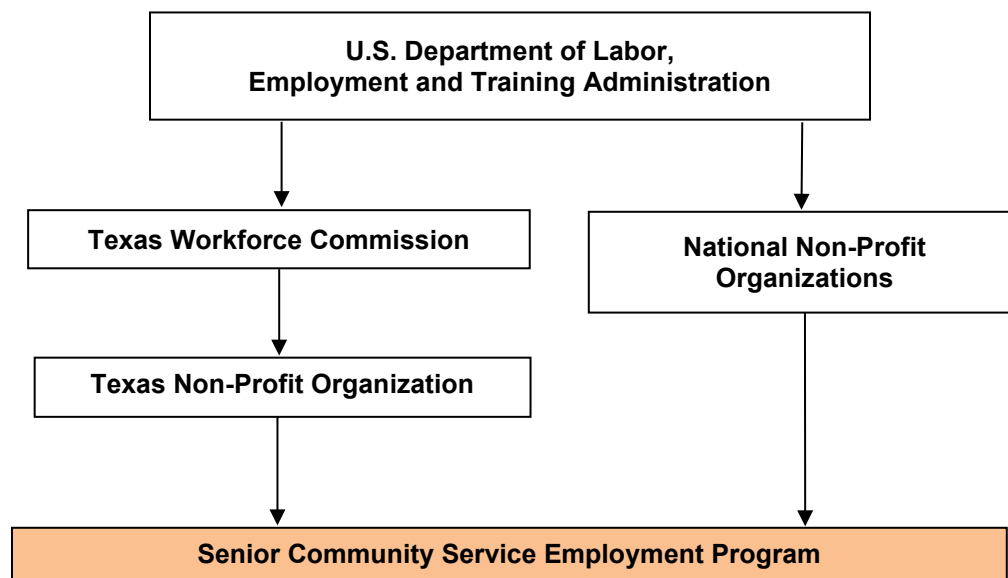 U.S. Department of Labor,
Employment and Training Administration
Texas Workforce Commission
National Non-Profit
Organizations
Texas Non-Profit Organization
Senior Community Service Employment Program